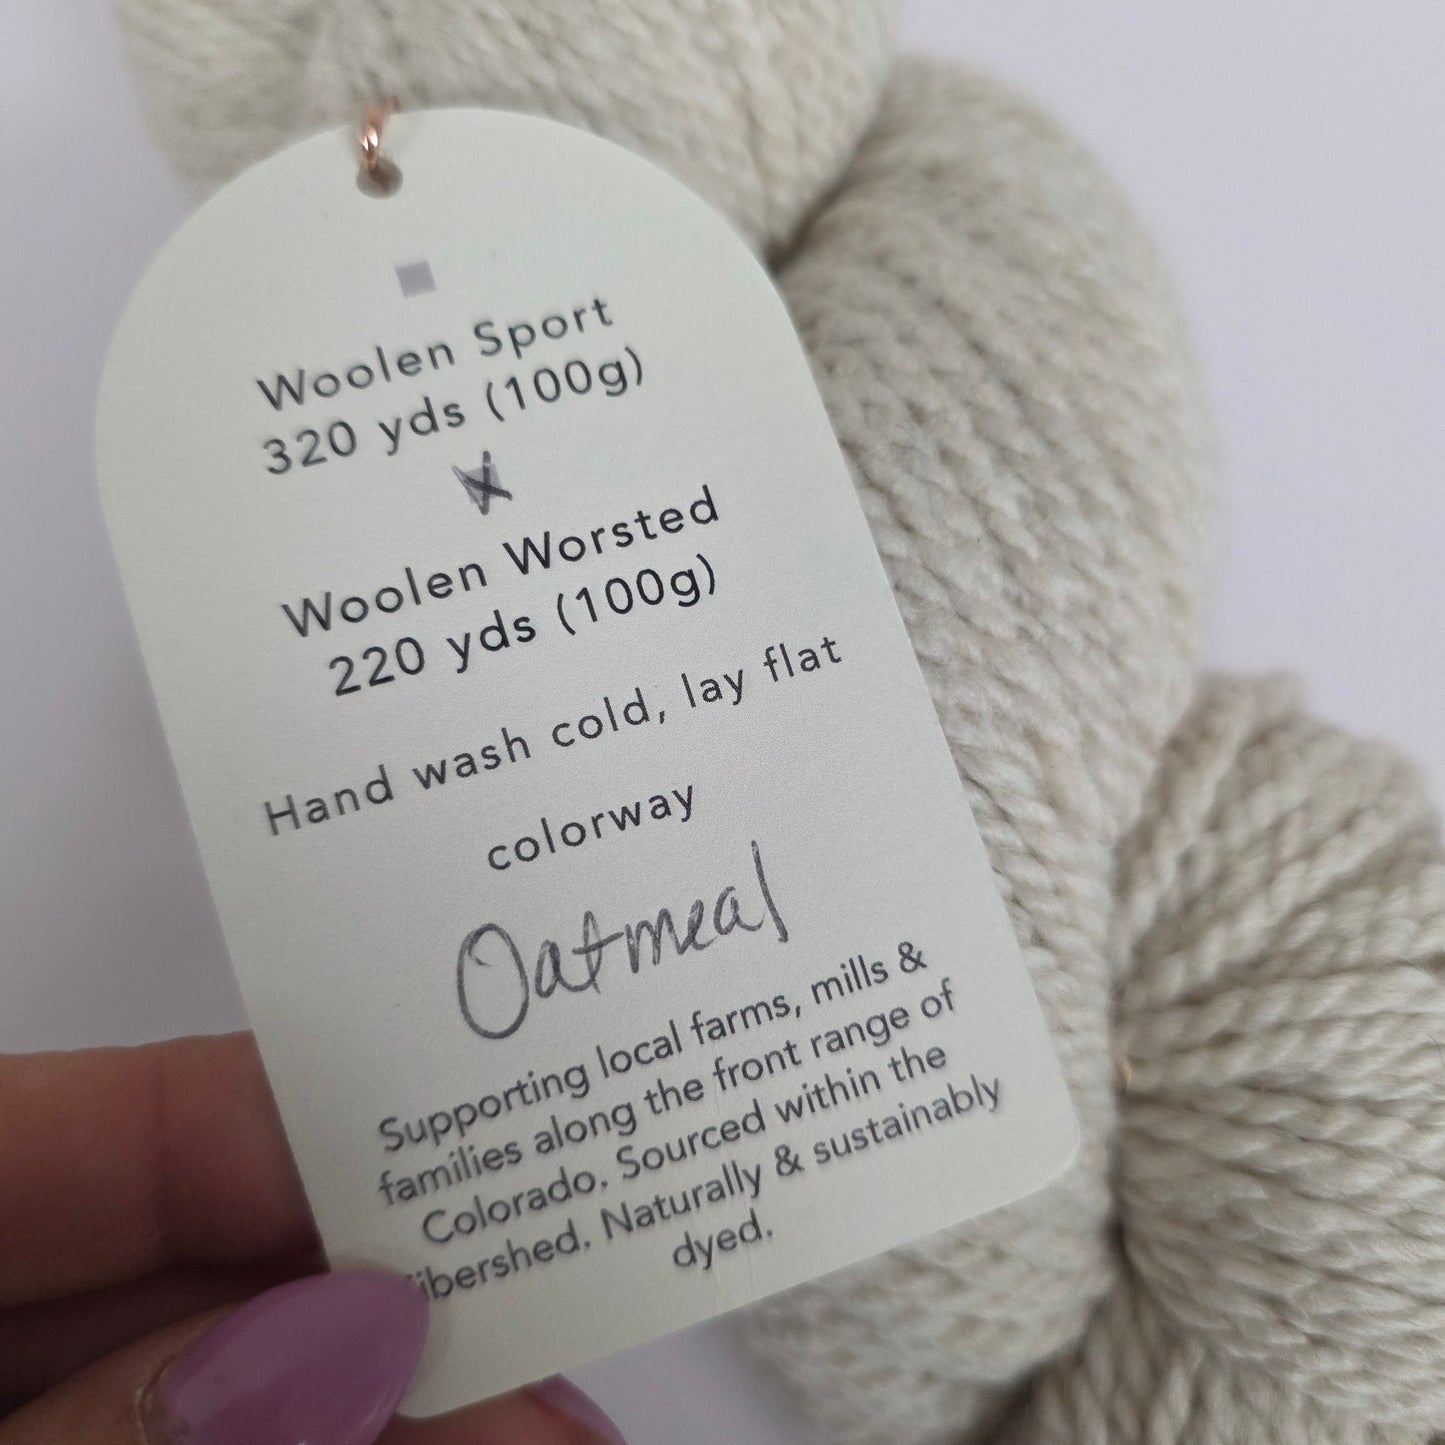 Woolen Sport
320 yds (100g)
Woolen Worsted
220 yds (100g)
Hand wash cold, lay flat
colorway
Oatmeal
Supporting local farms, mills &
families along the front range of
Colorado. Sourced within the
fibershed. Naturally & sustainably
dyed.